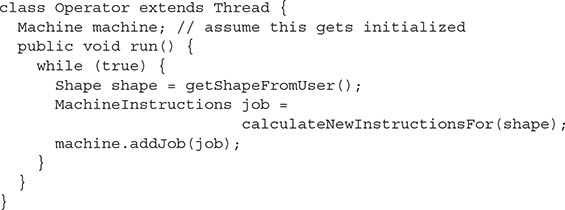 class Operator extends Thread {
  Machine machine; // assume this gets initialized
  public void run() {
    while (true) {
      Shape shape = getShapeFromUser();
      MachineInstructions job =
                      calculateNewInstructionsFor(shape);
      machine.addJob(job);
    }
  }
}